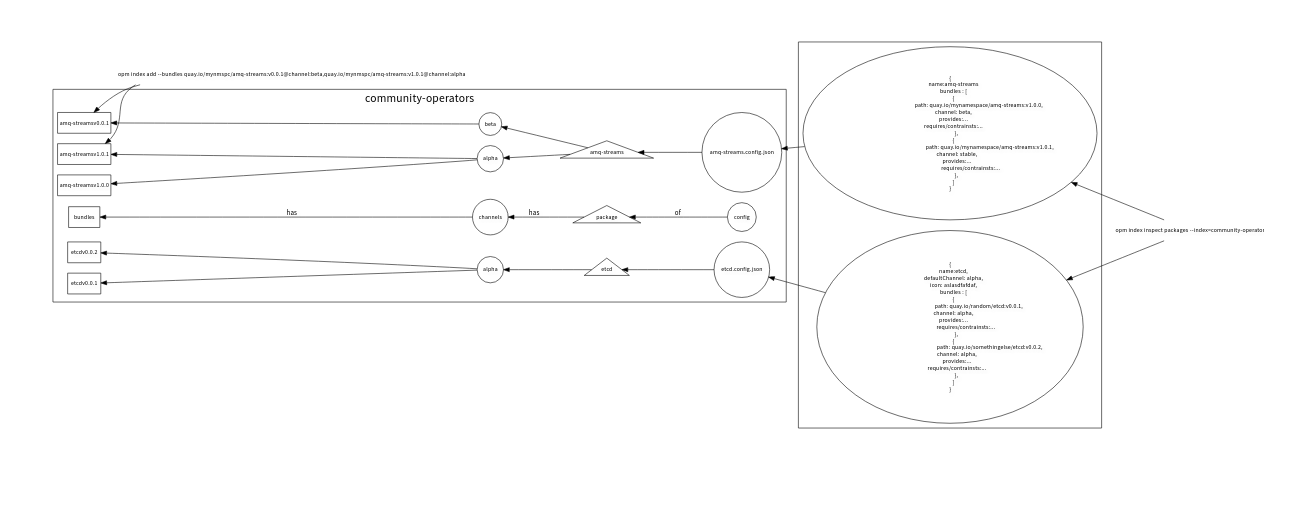 opm index add --bundles quay.io/mynmspc/amq-streams:v0.0.1@channel:beta,quay.io/mynmspc/amq-streams:v1.0.1@channel:alpha
community-operators
amq-streamsv0.0.1
beta
amq-streamsv1.0.1
alpha
amq-streams
amq-streams.config.json
amq-streamsv1.0.0
bundles
has
channels
has
package
of
config
etcdv0.0.2
alpha
etcd
etcd.config.json
etcdv0.0.1
{
name:amq-streams
bundles : [
{
path: quay.io/mynamespace/amq-streams:v1.0.0,
channel: beta,
provides:...
requires/contrainsts:...
},
{
path: quay.io/mynamespace/amq-streams:v1.0.1,
channel: stable,
provides:...
requires/contrainsts:...
},
]
}
opm index inspect packages --index=community-operator
{
name:etcd,
defaultChannel: alpha,
icon: aslasdfafdaf,
bundles : [
{
path: quay.io/random/etcd:v0.0.1,
channel: alpha,
provides:...
requires/contrainsts:...
},
{
path: quay.io/somethingelse/etcd:v0.0.2,
channel: alpha,
provides:...
requires/contrainsts:...
},
]
}